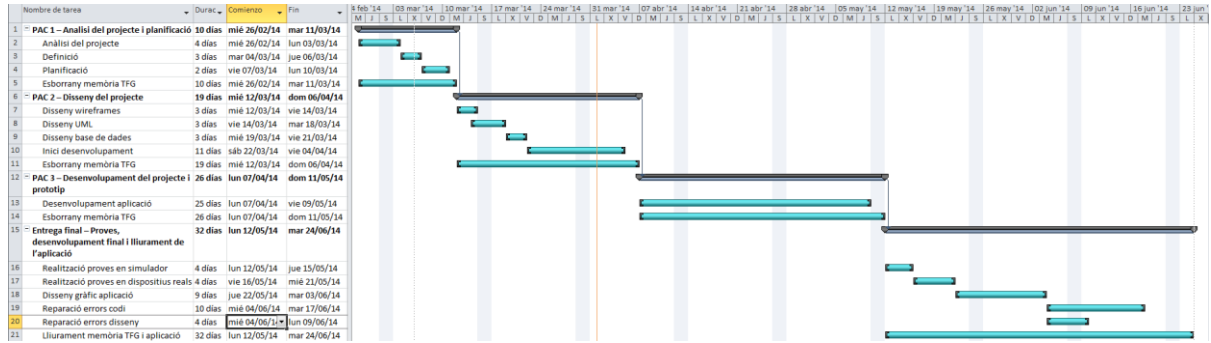 Nombre de tarea Durac. Comienzo Fin
4 feb '14 03 mar '14 10 mar '14 17 mar '14 24 mar '14 31 mar '14 07 abr '14 14 abr '14 21 abr '14 28 abr '14 05 may '14 12 may '14 19 may '14 26 may '14 02 jun '14 09 jun '14 16 jun '14 23 jun '
M J S L X V D M J S L X V D M J S L X V D M J S L X V D M J S L X V D M J S L X V D M J S L X V D M J S L X V D M J S L X
1 PAC 1 – Analisi del projecte i planificació 10 días mié 26/02/14 mar 11/03/14
2 Anàlisi del projecte 4 días mié 26/02/14 lun 03/03/14
3 Definició 3 días mar 04/03/14 jue 06/03/14
4 Planificació 2 días vie 07/03/14 lun 10/03/14
5 Esborrany memòria TFG 10 días mié 26/02/14 mar 11/03/14
6 PAC 2 – Disseny del projecte 19 días mié 12/03/14 dom 06/04/14
7 Disseny wireframes 3 días mié 12/03/14 vie 14/03/14
8 Disseny UML 3 días vie 14/03/14 mar 18/03/14
9 Disseny base de dades 3 días mié 19/03/14 vie 21/03/14
10 Inici desenvolupament 11 días sáb 22/03/14 vie 04/04/14
11 Esborrany memòria TFG 19 días mié 12/03/14 dom 06/04/14
12 PAC 3 – Desenvolupament del projecte i 26 días lun 07/04/14 dom 11/05/14
prototip
13 Desenvolupament aplicació 25 días lun 07/04/14 vie 09/05/14
14 Esborrany memòria TFG 26 días lun 07/04/14 dom 11/05/14
15 Entrega final – Proves, 32 días lun 12/05/14 mar 24/06/14
desenvolupament final i lliurament de
l'aplicació
16 Realització proves en simulador 4 días lun 12/05/14 jue 15/05/14
17 Realització proves en dispositius reals 4 días vie 16/05/14 mié 21/05/14
18 Disseny gràfic aplicació 9 días jue 22/05/14 mar 03/06/14
19 Reparació errors codi 10 días mié 04/06/14 mar 17/06/14
20 Reparació errors disseny 4 días mié 04/06/1 lun 09/06/14
21 Lliurament memòria TFG i aplicació 32 días lun 12/05/14 mar 24/06/14